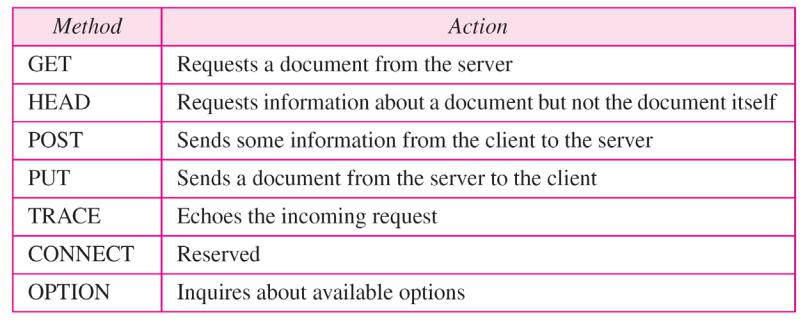 Method Action
GET Requests a document from the server
HEAD Requests information about a document but not the document itself
POST Sends some information from the client to the server
PUT Sends a document from the server to the client
TRACE Echoes the incoming request
CONNECT Reserved
OPTION Inquires about available options